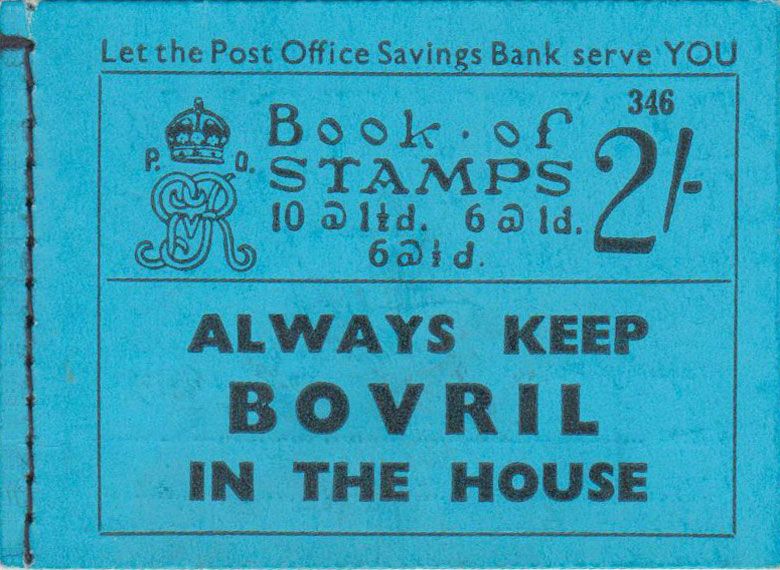 Let the Post Office Savings Bank serve YOU
346
P. O.
Book · of
STAMPS
2/-
10 @ 1½d. 6 @ 1d.
6 @ ½d.
ALWAYS KEEP
BOVRIL
IN THE HOUSE